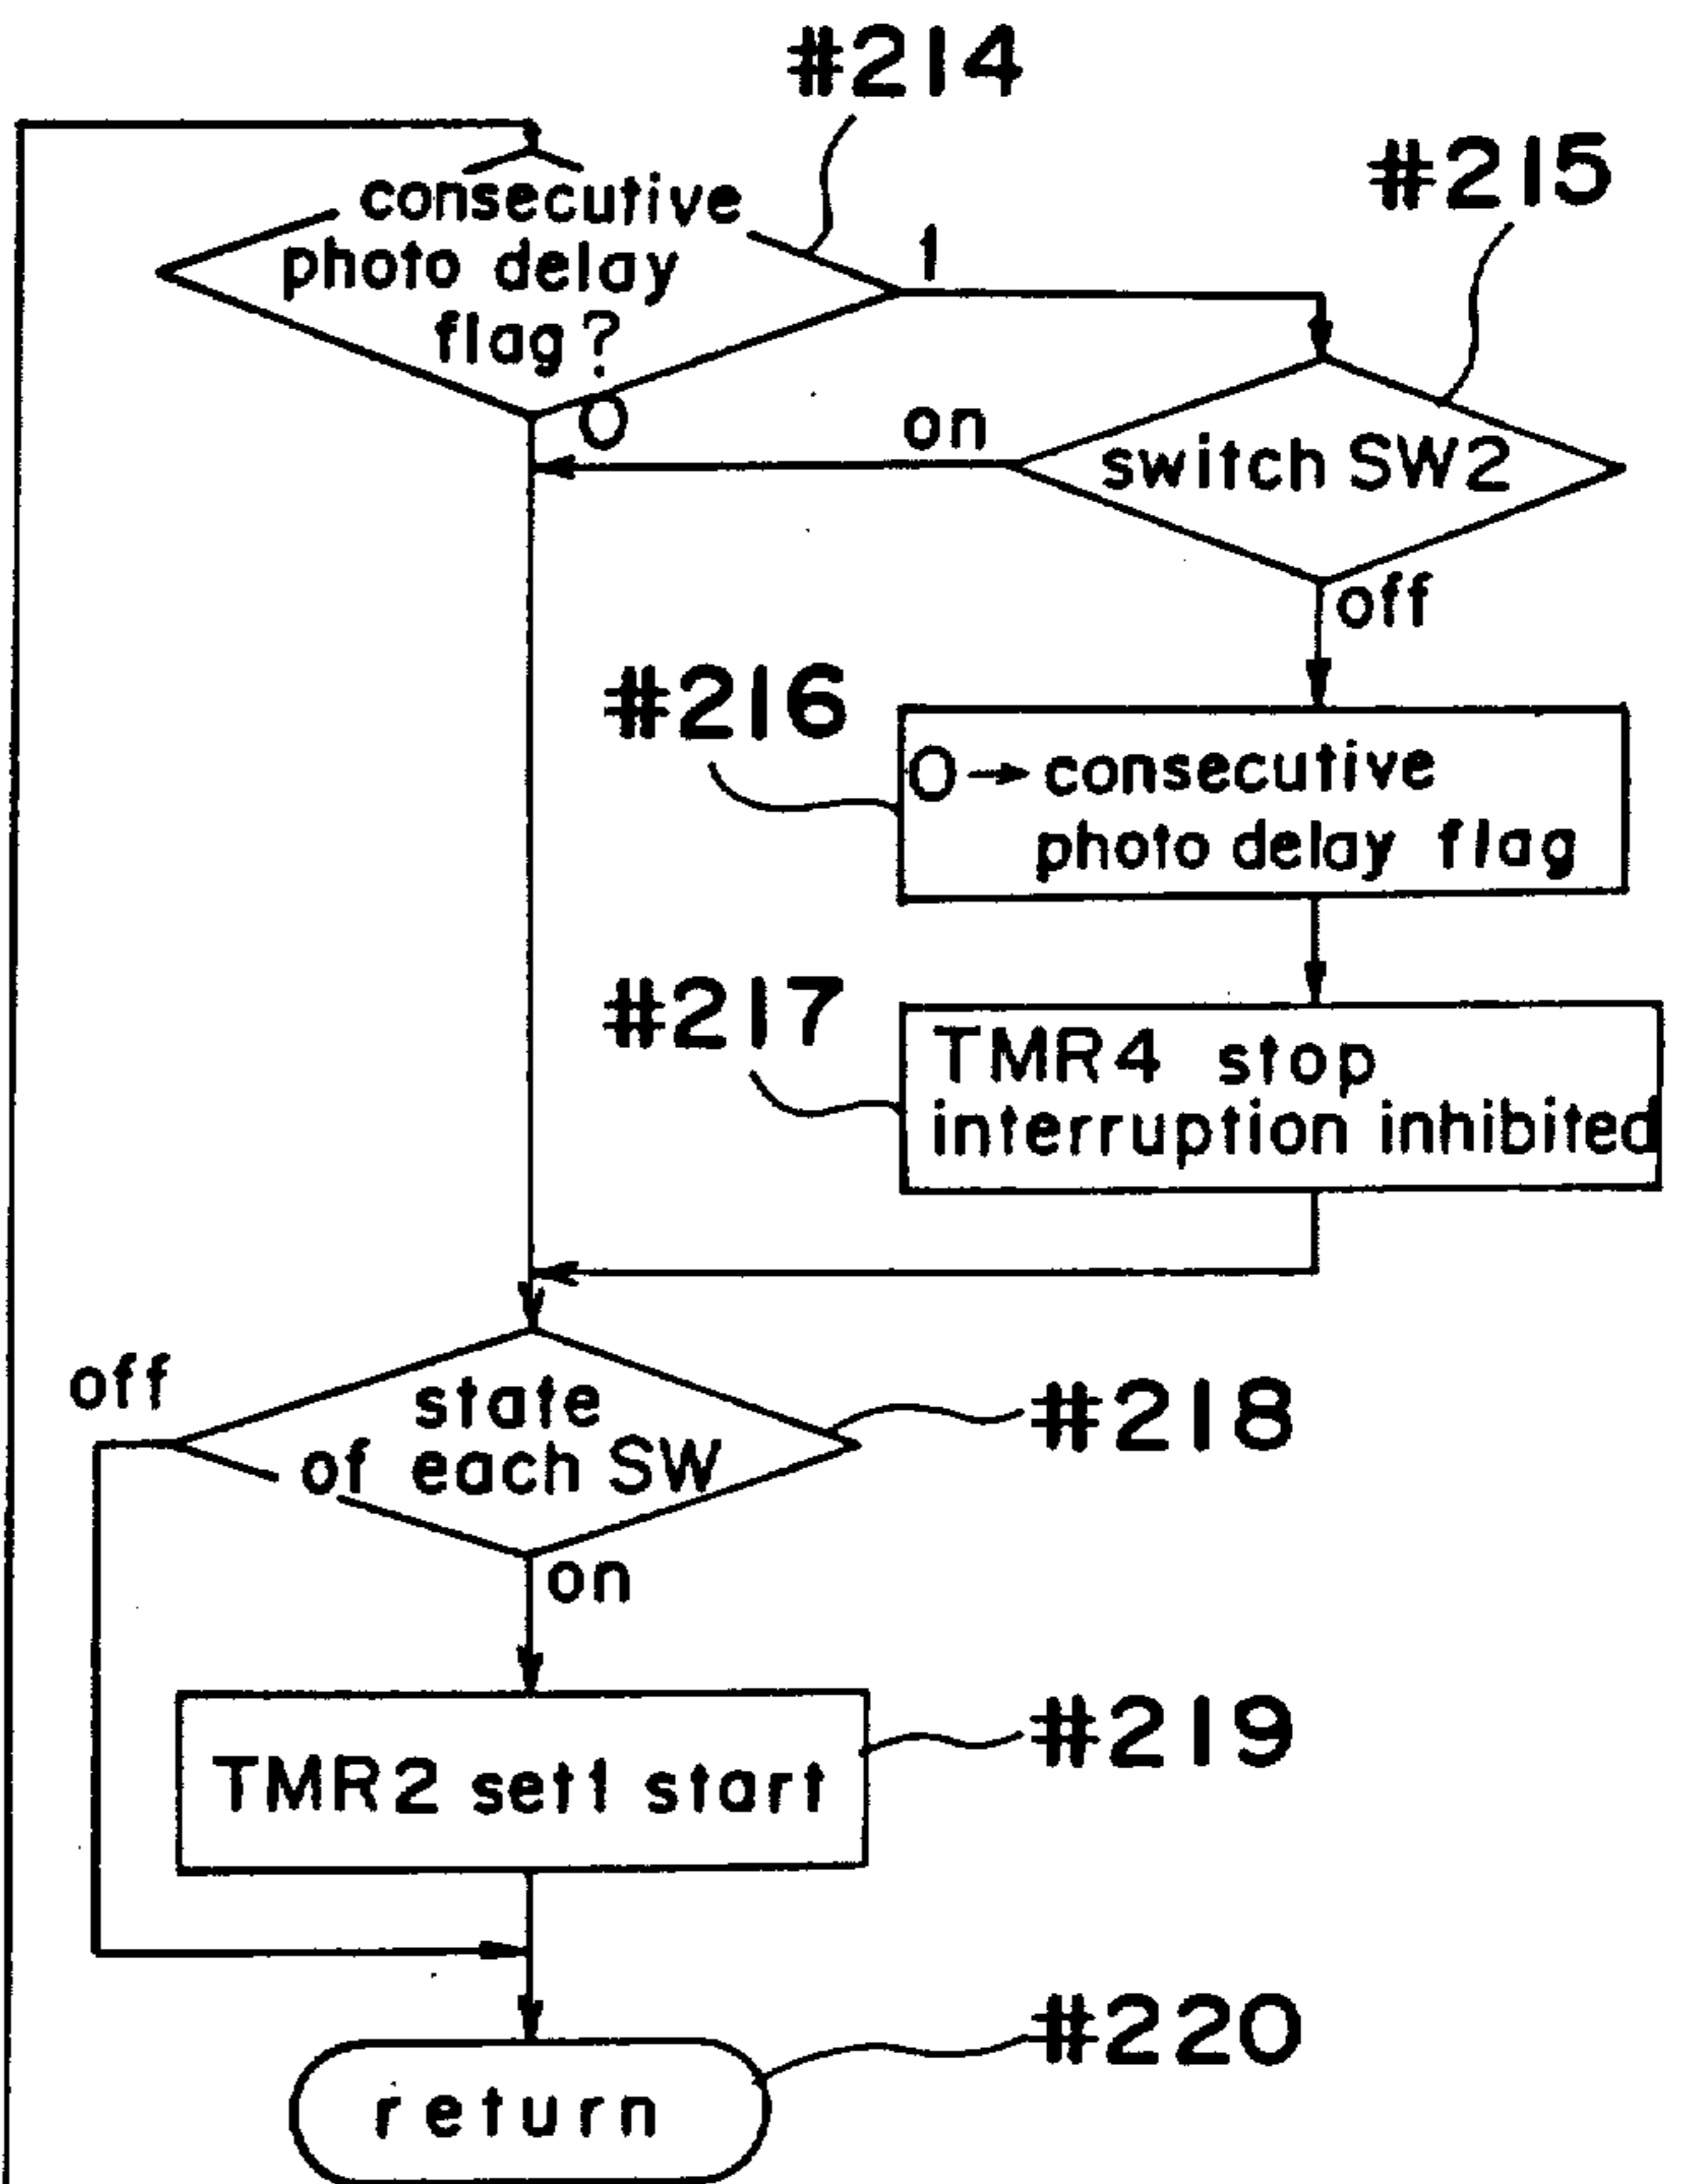 #214
consecutive
photo delay
flag?
1
0
#215
on
switch SW2
off
#216
0→consecutive
photo delay flag
#217
TMR4 stop
interruption inhibited
off
state
of each SW
#218
on
TMR2 set1 start
#219
return
#220